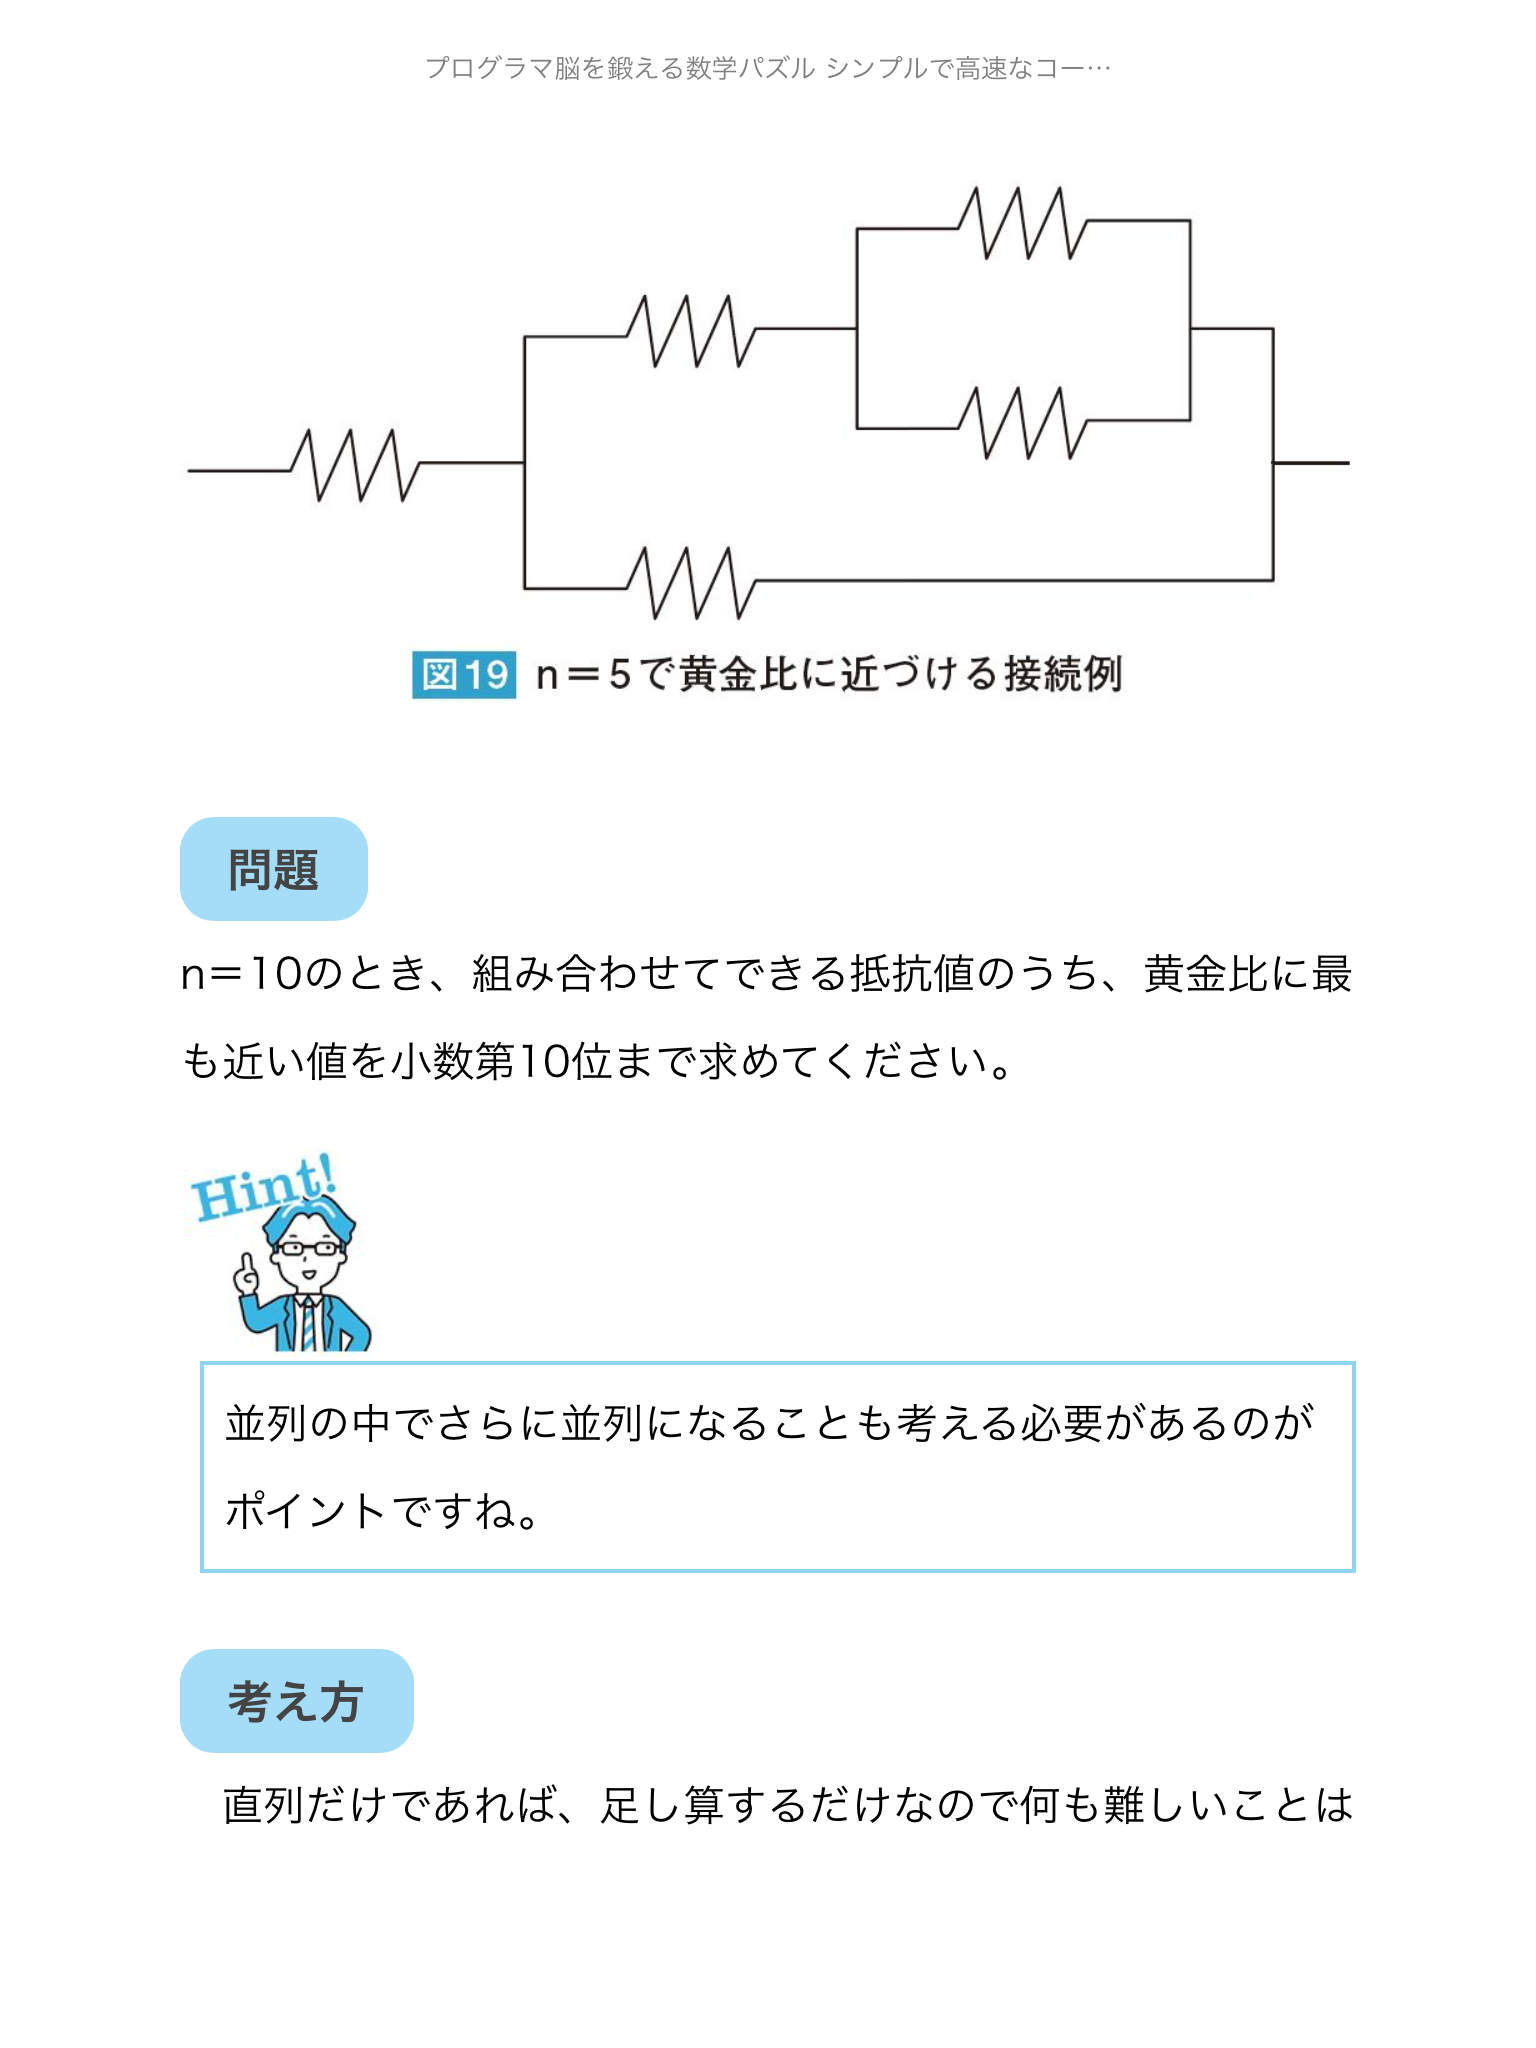 プログラマ脳を鍛える数学パズル シンプルで高速なコー…
図19 n＝5で黄金比に近づける接続例
問題
n＝10のとき、組み合わせてできる抵抗値のうち、黄金比に最
も近い値を小数第10位まで求めてください。
Hint!
並列の中でさらに並列になることも考える必要があるのが
ポイントですね。
考え方
直列だけであれば、足し算するだけなので何も難しいことは